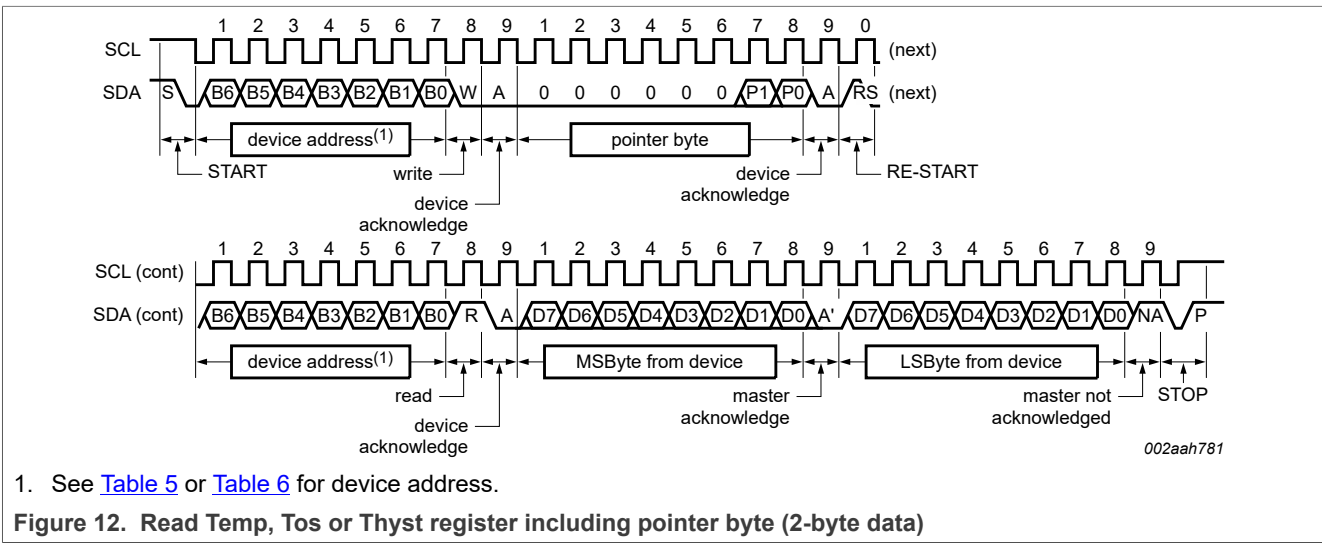 1 2 3 4 5 6 7 8 9 1 2 3 4 5 6 7 8 9 0
SCL (next)
SDA S B6 B5 B4 B3 B2 B1 B0 W A 0 0 0 0 0 0 P1 P0 A RS (next)
device address(1) pointer byte
START write device RE-START
acknowledge
device
acknowledge
1 2 3 4 5 6 7 8 9 1 2 3 4 5 6 7 8 9 1 2 3 4 5 6 7 8 9
SCL (cont)
SDA (cont) B6 B5 B4 B3 B2 B1 B0 R A D7 D6 D5 D4 D3 D2 D1 D0 A' D7 D6 D5 D4 D3 D2 D1 D0 NA P
device address(1) MSByte from device LSByte from device
read master master not STOP
acknowledge acknowledged
device
acknowledge
002aah781
1. See Table 5 or Table 6 for device address.
Figure 12. Read Temp, Tos or Thyst register including pointer byte (2-byte data)